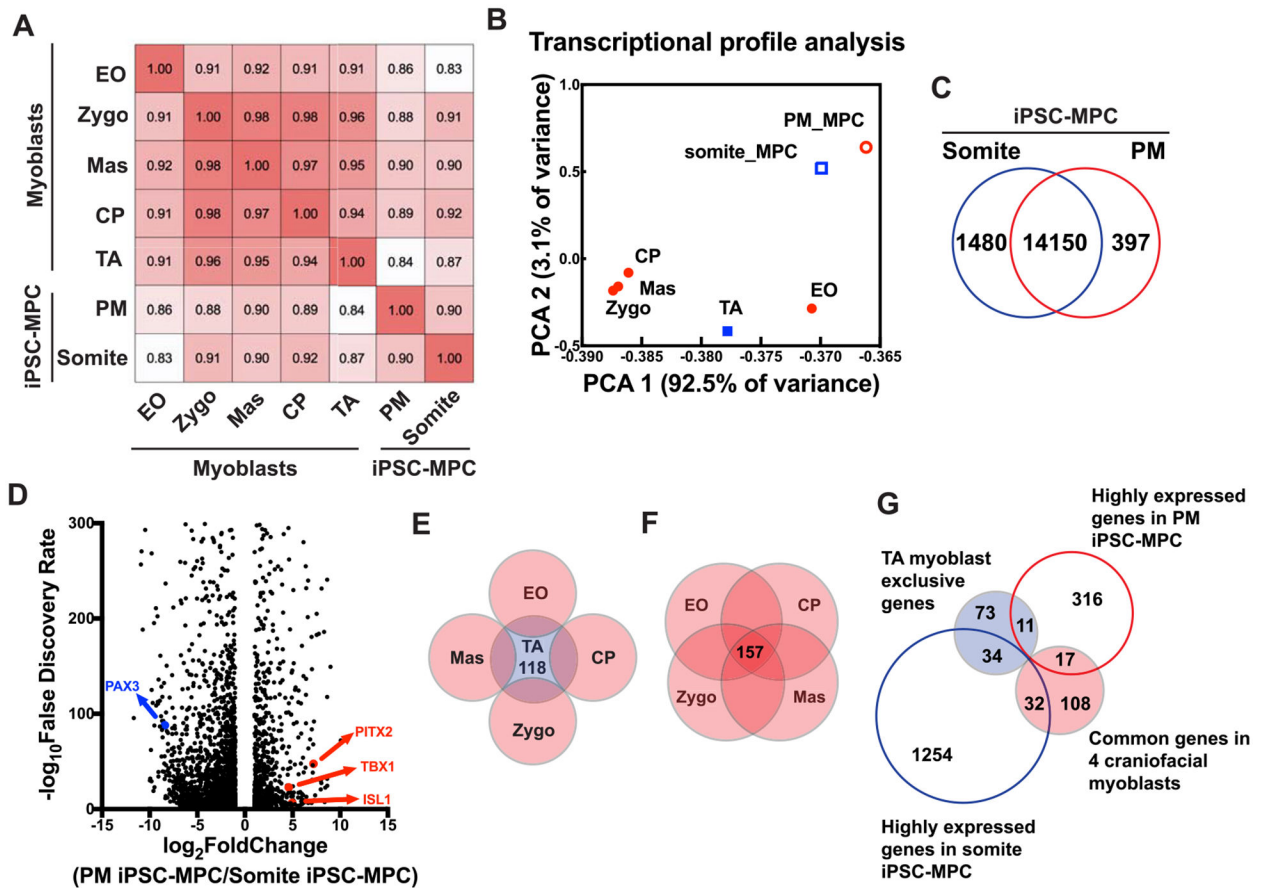 A
Myoblasts
iPSC-MPC
EO 1.00 0.91 0.92 0.91 0.91 0.86 0.83
Zygo 0.91 1.00 0.98 0.98 0.96 0.88 0.91
Mas 0.92 0.98 1.00 0.97 0.95 0.90 0.90
CP 0.91 0.98 0.97 1.00 0.94 0.89 0.92
TA 0.91 0.96 0.95 0.94 1.00 0.84 0.87
PM 0.86 0.88 0.90 0.89 0.84 1.00 0.90
Somite 0.83 0.91 0.90 0.92 0.87 0.90 1.00
EO Zygo Mas CP TA PM Somite
Myoblasts iPSC-MPC
B
Transcriptional profile analysis
PCA 2 (3.1% of variance)
1.0
0.5
0.0
-0.5
PM_MPC
somite_MPC
CP
Mas
Zygo
TA
EO
-0.390 -0.385 -0.380 -0.375 -0.370 -0.365
PCA 1 (92.5% of variance)
C
iPSC-MPC
Somite PM
1480 14150 397
D
-log10False Discovery Rate
300
200
100
0
PAX3
PITX2
TBX1
ISL1
-15 -10 -5 0 5 10 15
log2FoldChange
(PM iPSC-MPC/Somite iPSC-MPC)
E
EO
Mas
TA
118
CP
Zygo
F
EO CP
157
Zygo Mas
G
Highly expressed
genes in PM
iPSC-MPC
TA myoblast
exclusive
genes
73
11
316
34
17
32
108
1254
Common genes in
4 craniofacial
myoblasts
Highly expressed
genes in somite
iPSC-MPC